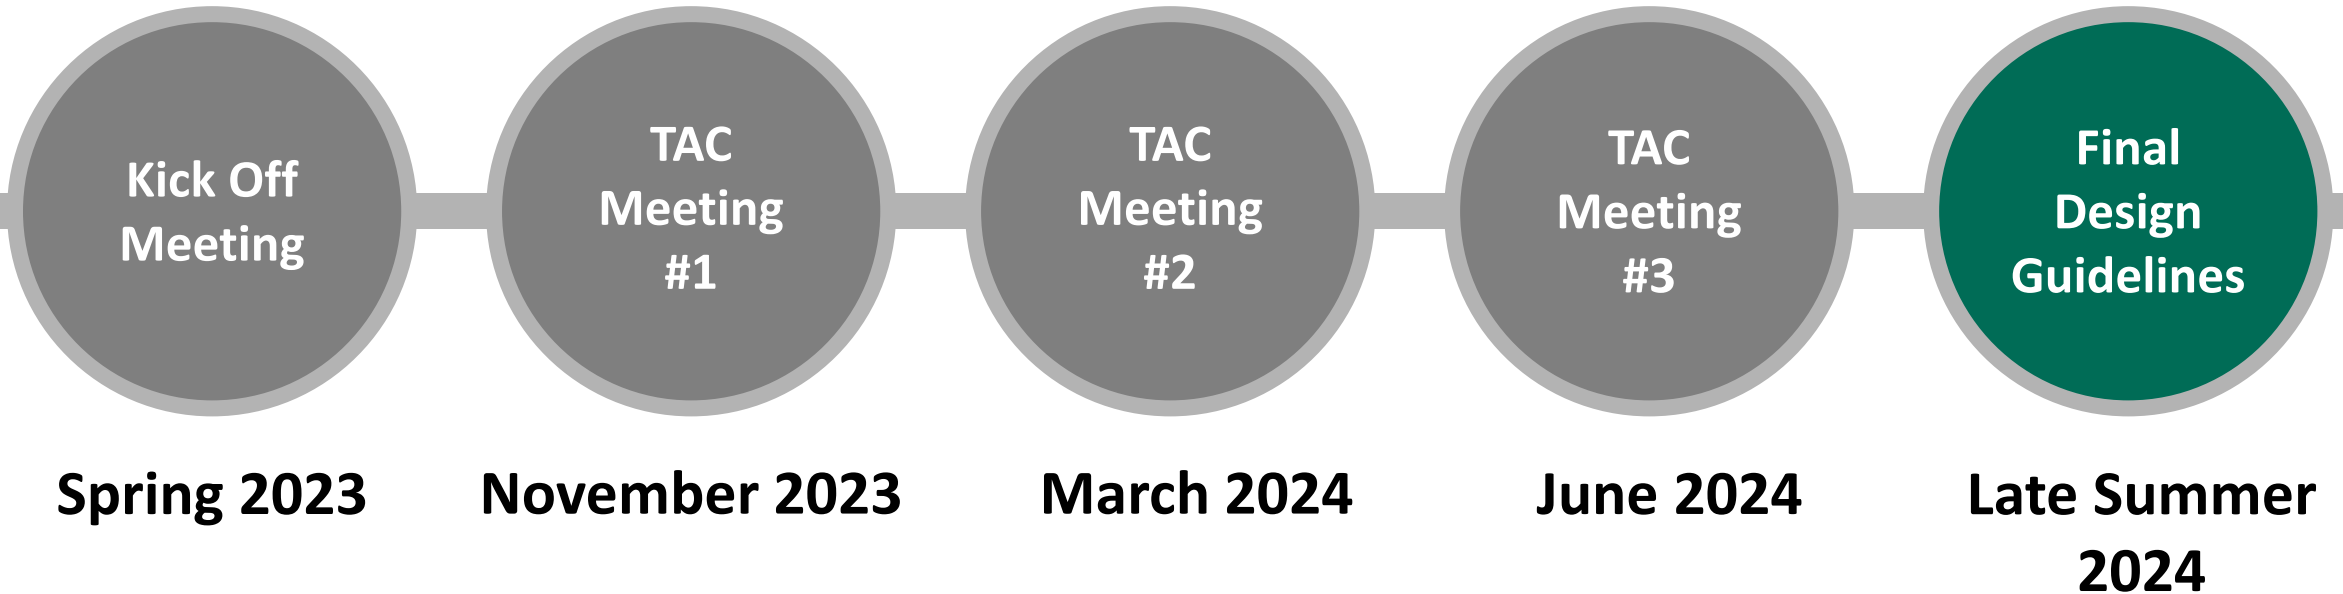 Kick Off
Meeting
TAC
Meeting
#1
TAC
Meeting
#2
TAC
Meeting
#3
Final
Design
Guidelines
Spring 2023
November 2023
March 2024
June 2024
Late Summer
2024